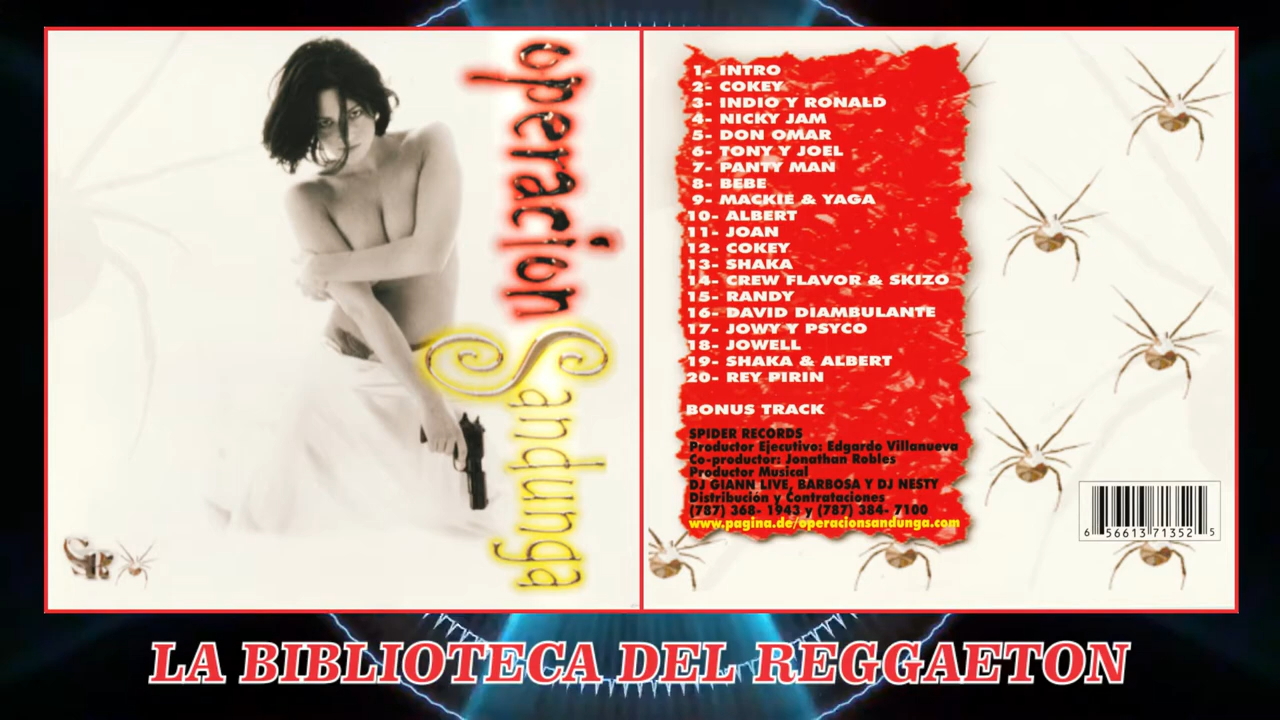 operacion
Sandunga
SR
1- INTRO
2- COKEY
3- INDIO Y RONALD
4- NICKY JAM
5- DON OMAR
6- TONY Y JOEL
7- PANTY MAN
8- BEBE
9- MACKIE & YAGA
10- ALBERT
11- JOAN
12- COKEY
13- SHAKA
14- CREW FLAVOR & SKIZO
15- RANDY
16- DAVID DIAMBULANTE
17- JOWY Y PSYCO
18- JOWELL
19- SHAKA & ALBERT
20- REY PIRIN
BONUS TRACK
SPIDER RECORDS
Productor Ejecutivo: Edgardo Villanueva
Co-productor: Jonathan Robles
Productor Musical
DJ GIANN LIVE, BARBOSA Y DJ NESTY
Distribución y Contrataciones
(787) 368- 1943 y (787) 384- 7100
www.pagina.de/operacionsandunga.com
6 56613 71352 5
LA BIBLIOTECA DEL REGGAETON